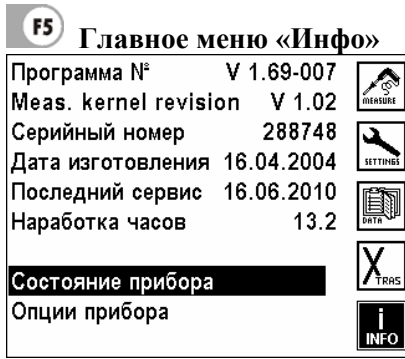 F5
Главное меню «Инфо»
Программа № V 1.69-007
Meas. kernel revision V 1.02
Серийный номер 288748
Дата изготовления 16.04.2004
Последний сервис 16.06.2010
Наработка часов 13.2
Состояние прибора
Опции прибора
MEASURE
SETTINGS
DATA
XTRAS
i
INFO